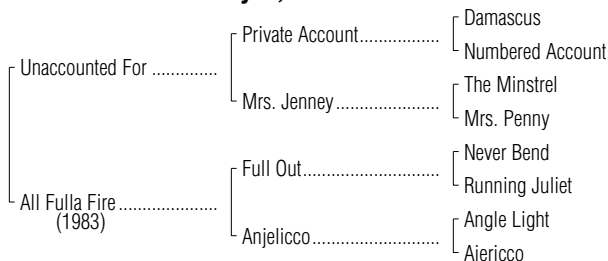 Damascus
Private Account
Numbered Account
Unaccounted For
The Minstrel
Mrs. Jenney
Mrs. Penny
Never Bend
Full Out
Running Juliet
All Fulla Fire
(1983)
Angle Light
Anjelicco
Aiericco